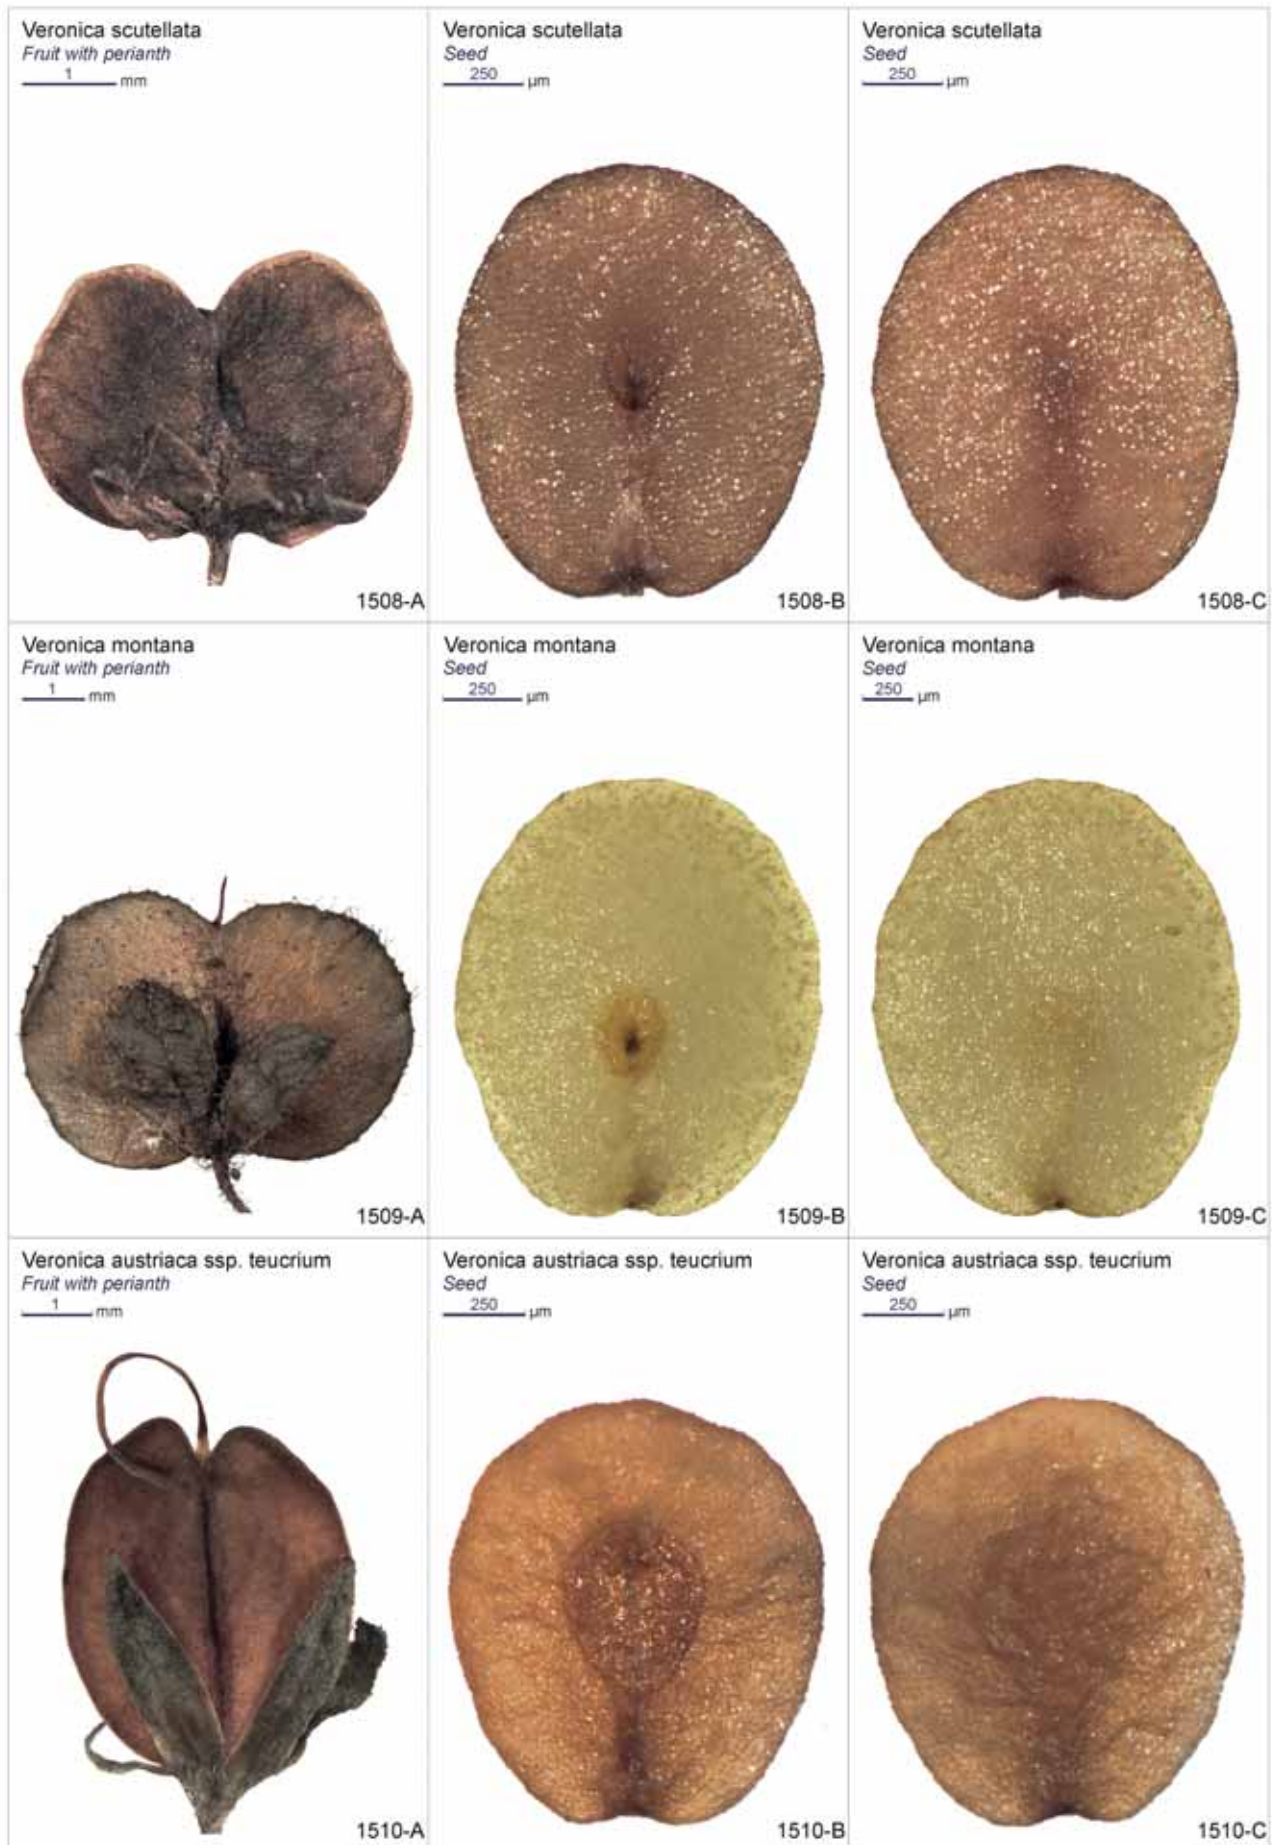 Veronica scutellata
Fruit with perianth
1 mm
1508-A
Veronica scutellata
Seed
250 µm
1508-B
Veronica scutellata
Seed
250 µm
1508-C
Veronica montana
Fruit with perianth
1 mm
1509-A
Veronica montana
Seed
250 µm
1509-B
Veronica montana
Seed
250 µm
1509-C
Veronica austriaca ssp. teucrium
Fruit with perianth
1 mm
1510-A
Veronica austriaca ssp. teucrium
Seed
250 µm
1510-B
Veronica austriaca ssp. teucrium
Seed
250 µm
1510-C